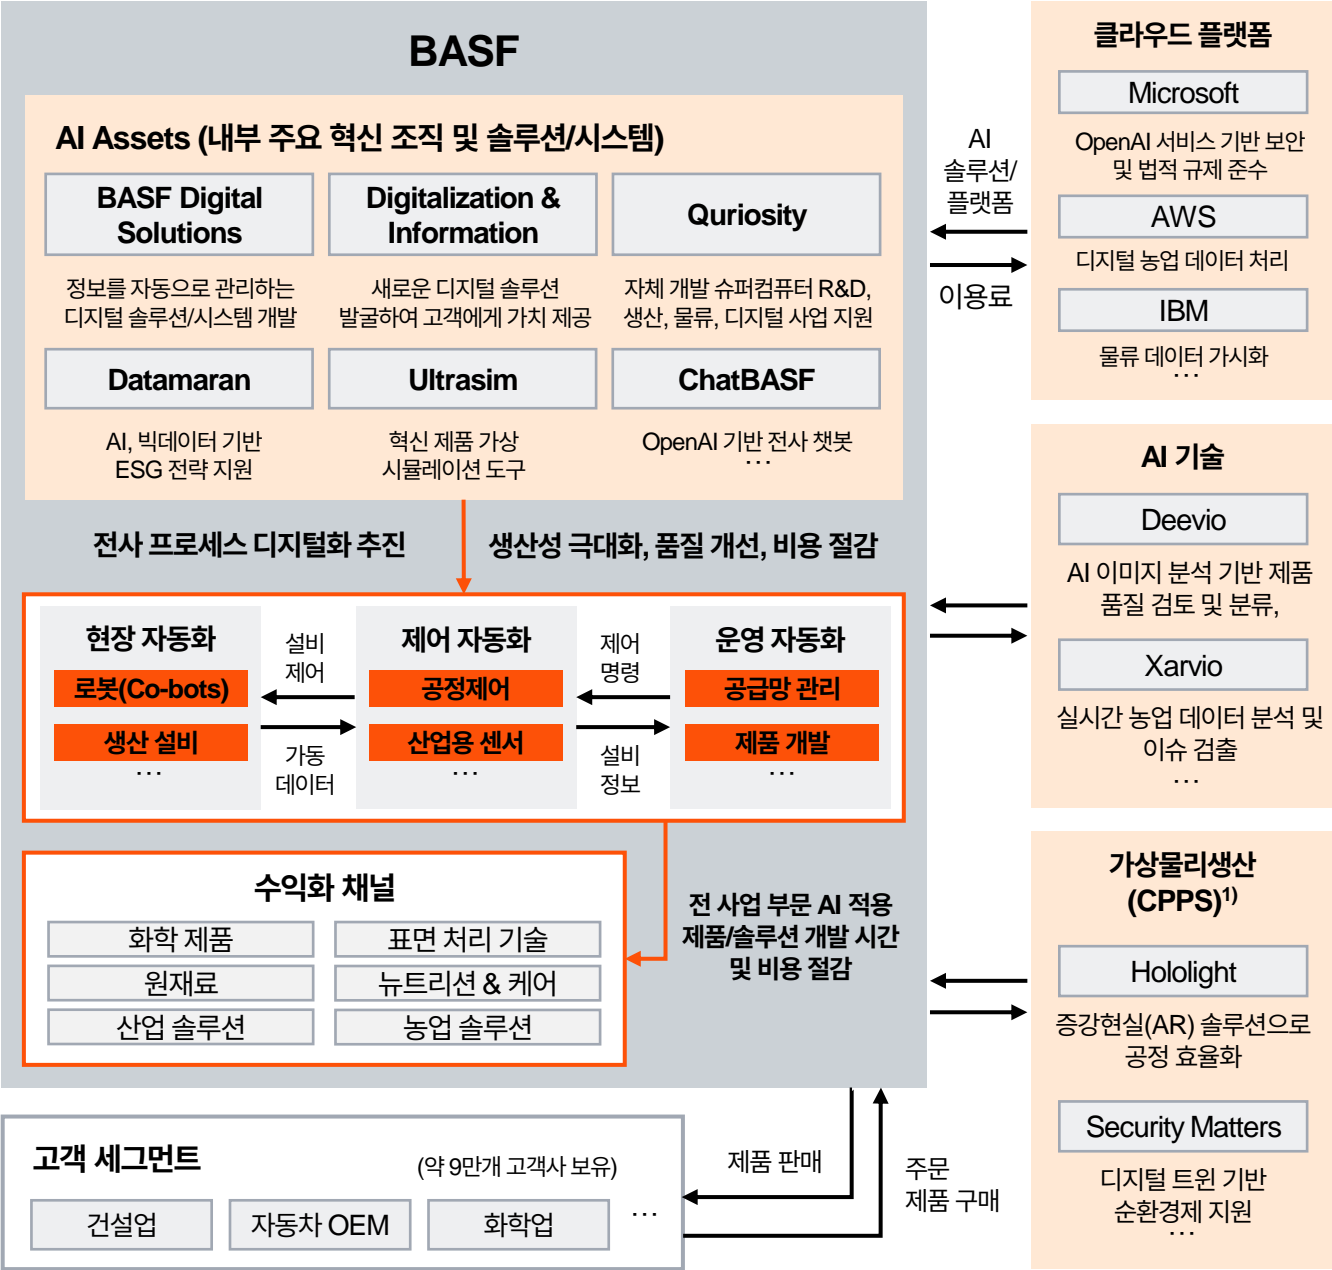 BASF
AI Assets (내부 주요 혁신 조직 및 솔루션/시스템)
BASF Digital
Solutions
정보를 자동으로 관리하는
디지털 솔루션/시스템 개발
Digitalization &
Information
새로운 디지털 솔루션
발굴하여 고객에게 가치 제공
Quriosity
자체 개발 슈퍼컴퓨터 R&D,
생산, 물류, 디지털 사업 지원
Datamaran
AI, 빅데이터 기반
ESG 전략 지원
Ultrasim
혁신 제품 가상
시뮬레이션 도구
ChatBASF
OpenAI 기반 전사 챗봇
...
전사 프로세스 디지털화 추진
생산성 극대화, 품질 개선, 비용 절감
현장 자동화
로봇(Co-bots)
생산 설비
...
설비
제어
가동
데이터
제어 자동화
공정제어
산업용 센서
...
제어
명령
설비
정보
운영 자동화
공급망 관리
제품 개발
...
수익화 채널
화학 제품
표면 처리 기술
원재료
뉴트리션 & 케어
산업 솔루션
농업 솔루션
전 사업 부문 AI 적용
제품/솔루션 개발 시간
및 비용 절감
고객 세그먼트
(약 9만개 고객사 보유)
건설업
자동차 OEM
화학업
...
제품 판매
주문
제품 구매
AI
솔루션/
플랫폼
이용료
클라우드 플랫폼
Microsoft
OpenAI 서비스 기반 보안
및 법적 규제 준수
AWS
디지털 농업 데이터 처리
IBM
물류 데이터 가시화
...
AI 기술
Deevio
AI 이미지 분석 기반 제품
품질 검토 및 분류,
Xarvio
실시간 농업 데이터 분석 및
이슈 검출
...
가상물리생산
(CPPS)1)
Hololight
증강현실(AR) 솔루션으로
공정 효율화
Security Matters
디지털 트윈 기반
순환경제 지원
...